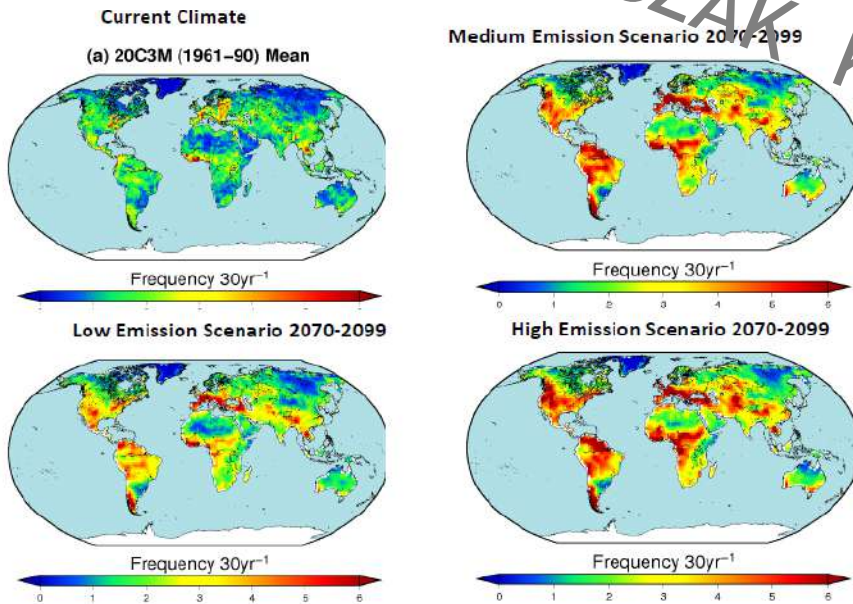 Current Climate
(a) 20C3M (1961–90) Mean
Frequency 30yr⁻¹
Medium Emission Scenario 2070-2099
Frequency 30yr⁻¹
0 1 2 3 4 5 6
Low Emission Scenario 2070-2099
Frequency 30yr⁻¹
0 1 2 3 4 5 6
High Emission Scenario 2070-2099
Frequency 30yr⁻¹
0 1 2 3 4 5 6